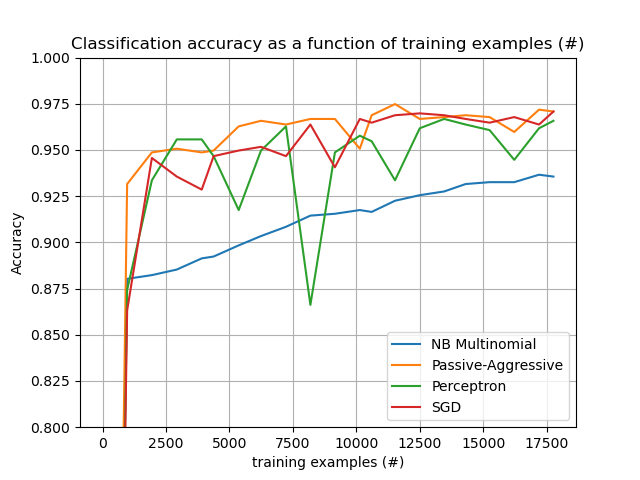 Classification accuracy as a function of training examples (#)
1.000
0.975
0.950
0.925
0.900
0.875
0.850
0.825
0.800
Accuracy
NB Multinomial
Passive-Aggressive
Perceptron
SGD
0 2500 5000 7500 10000 12500 15000 17500
training examples (#)